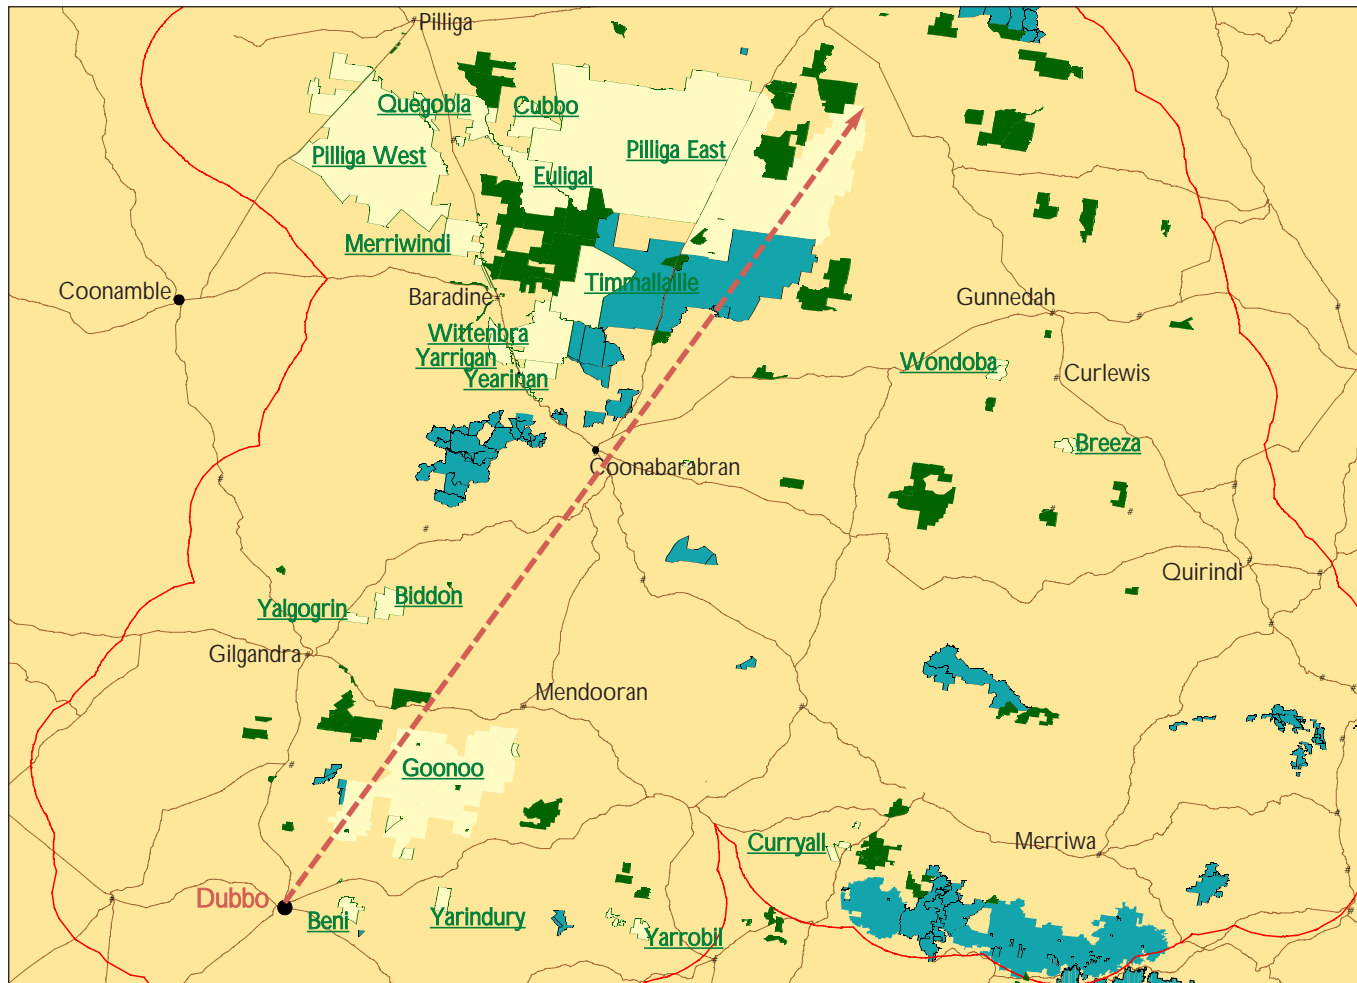 Pilliga
Quegobla
Cubbo
Pilliga West
Pilliga East
Euligal
Merriwindi
Timmallallie
Coonamble
Baradine
Gunnedah
Wittenbra
Yarrigan
Yearinan
Wondoba
Curlewis
Breeza
Coonabarabran
Quirindi
Biddon
Yalgogrin
Gilgandra
Mendooran
Goonoo
Curryall
Merriwa
Dubbo
Beni
Yarindury
Yarrobil